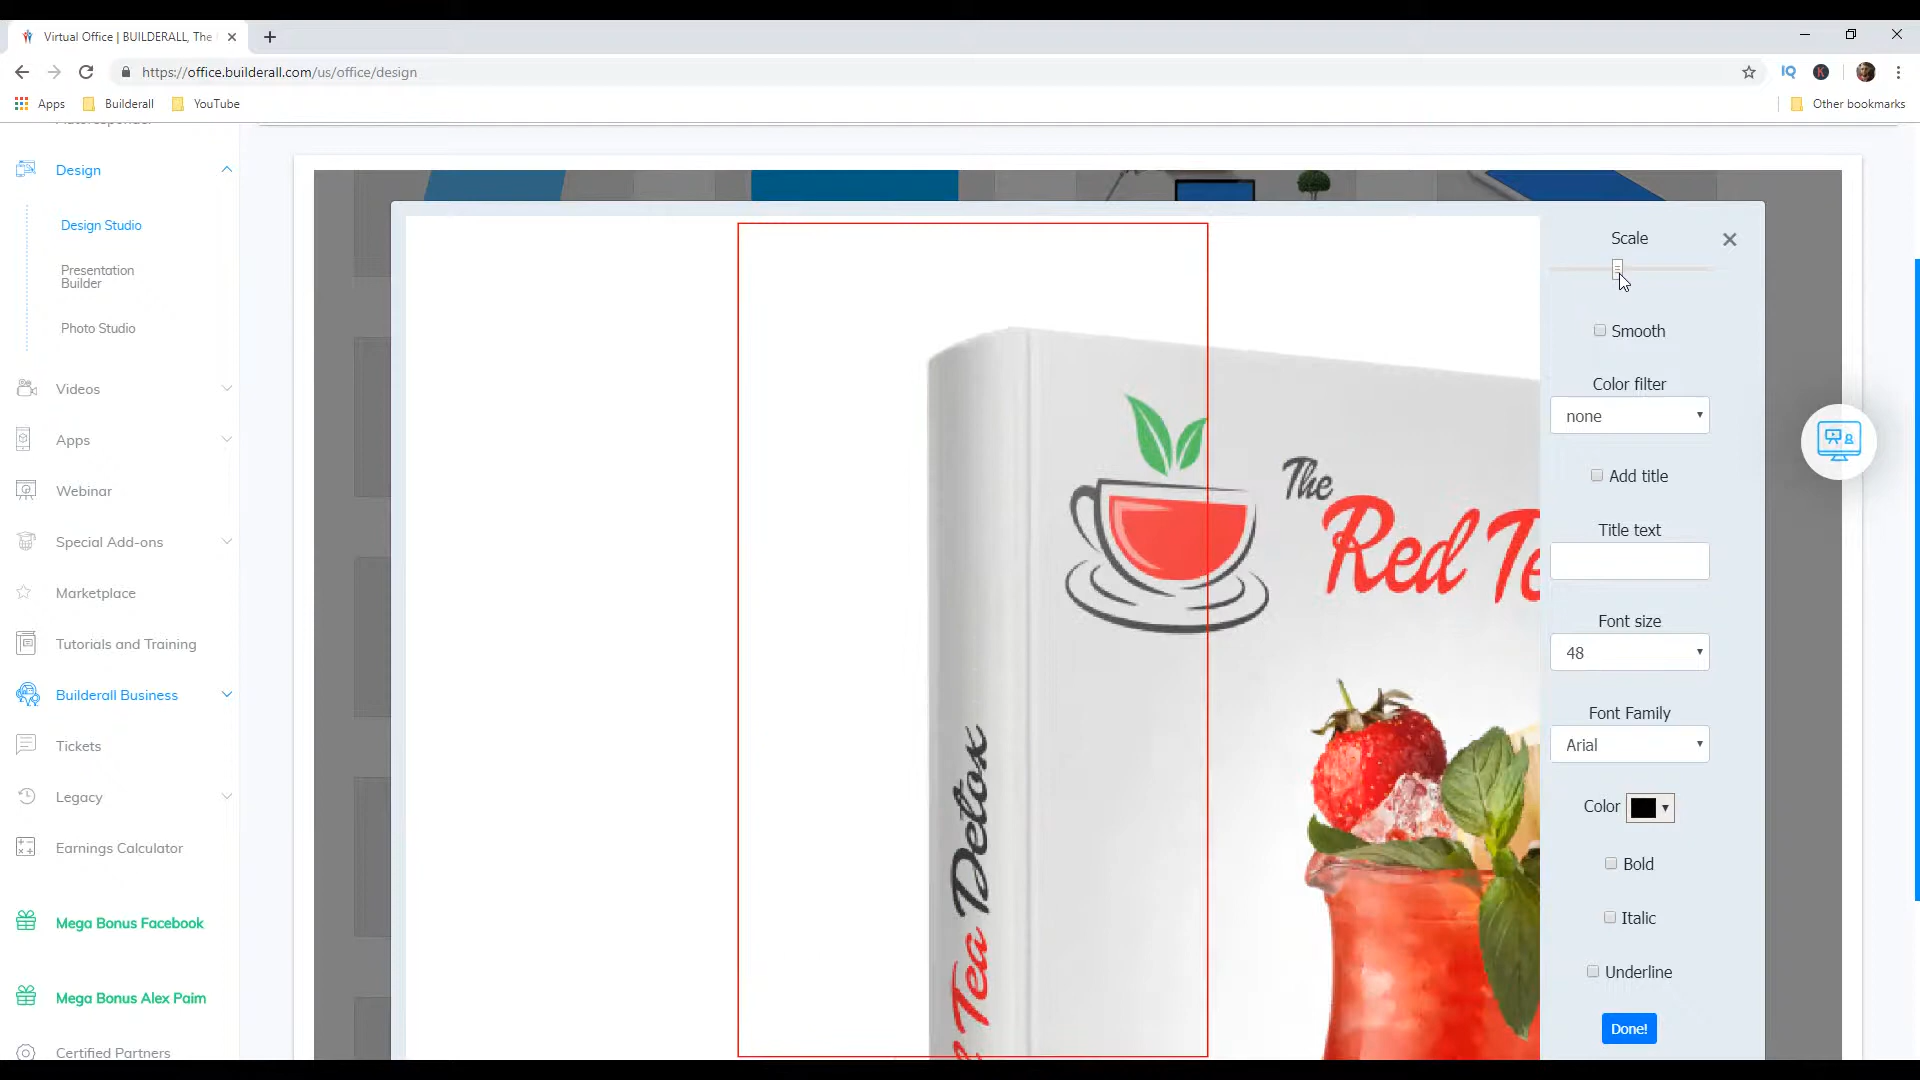 Virtual Office | BUILDERALL, The
https://office.builderall.com/us/office/design
IQ
K
Apps
Builderall
YouTube
Other bookmarks
Autoresponder
Design
Design Studio
Presentation
Builder
Photo Studio
Videos
Apps
Webinar
Special Add-ons
Marketplace
Tutorials and Training
Builderall Business
Tickets
Legacy
Earnings Calculator
Mega Bonus Facebook
Mega Bonus Alex Paim
Certified Partners
The
Red Te
Tea Detox
Scale
Smooth
Color filter
none
Add title
Title text
Font size
48
Font Family
Arial
Color
Bold
Italic
Underline
Done!